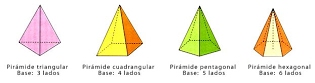 Pirámide triangular
Base: 3 lados
Pirámide cuadrangular
Base: 4 lados
Pirámide pentagonal
Base: 5 lados
Pirámide hexagonal
Base: 6 lados